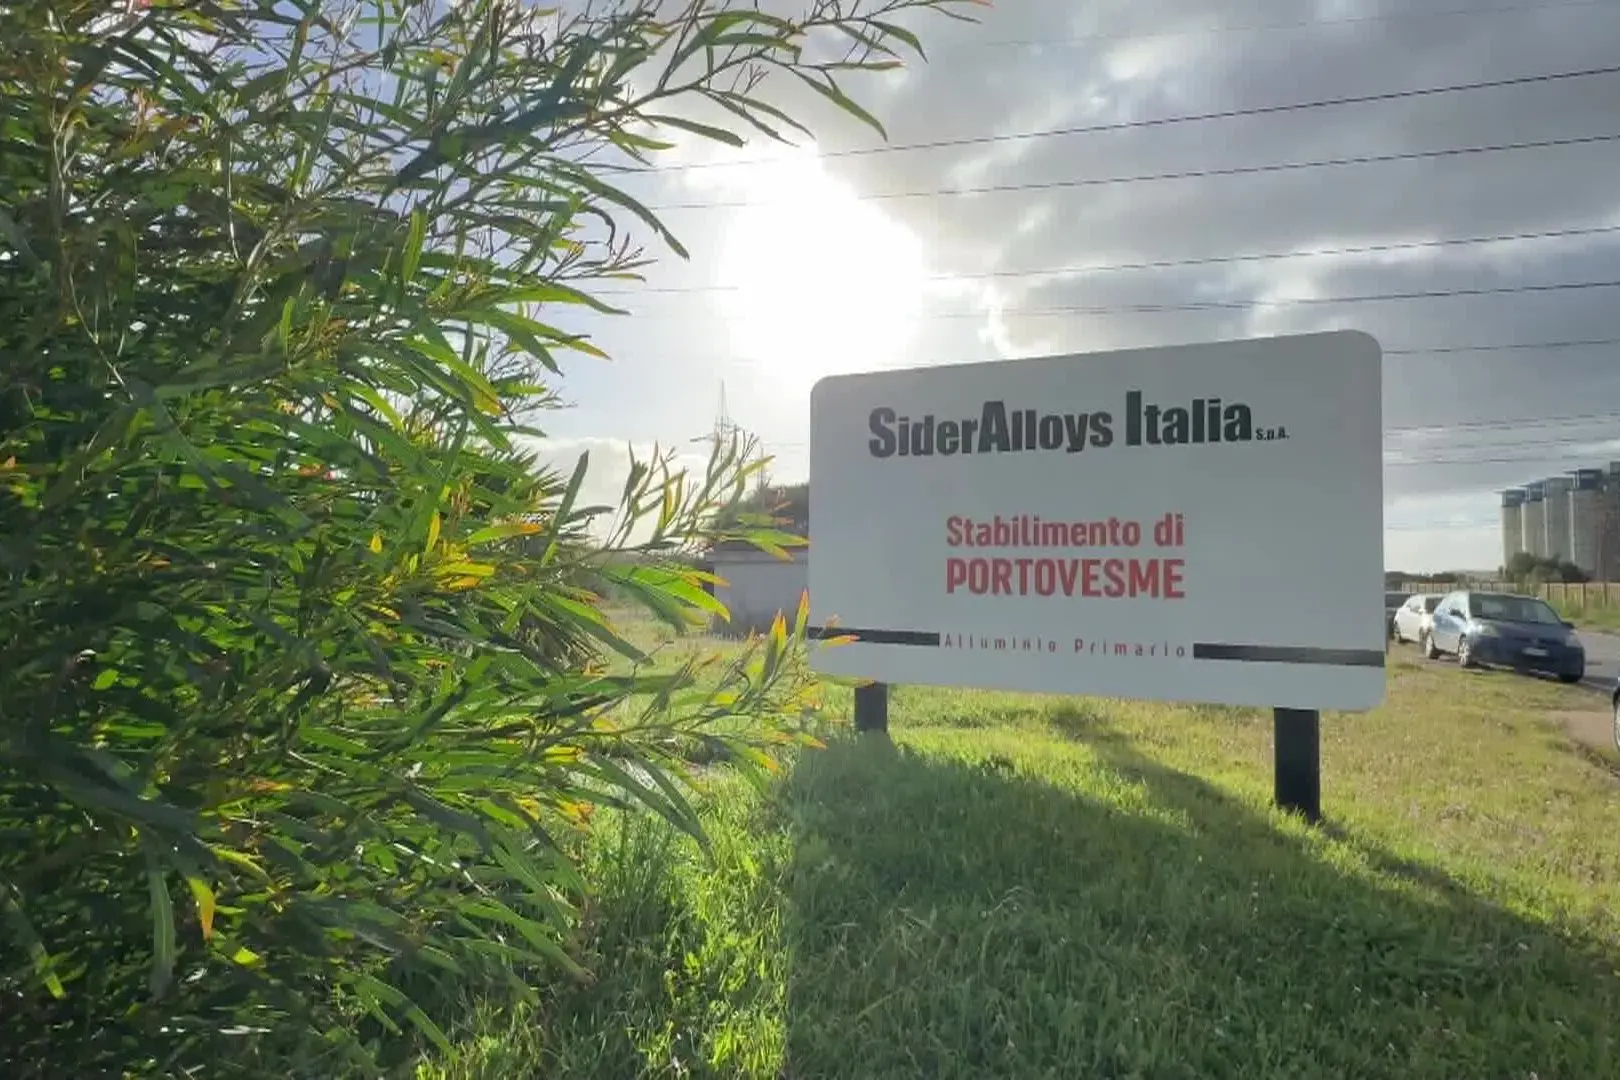 SiderAlloys Italia S.p.A.
Stabilimento di
PORTOVESME
Alluminio Primario